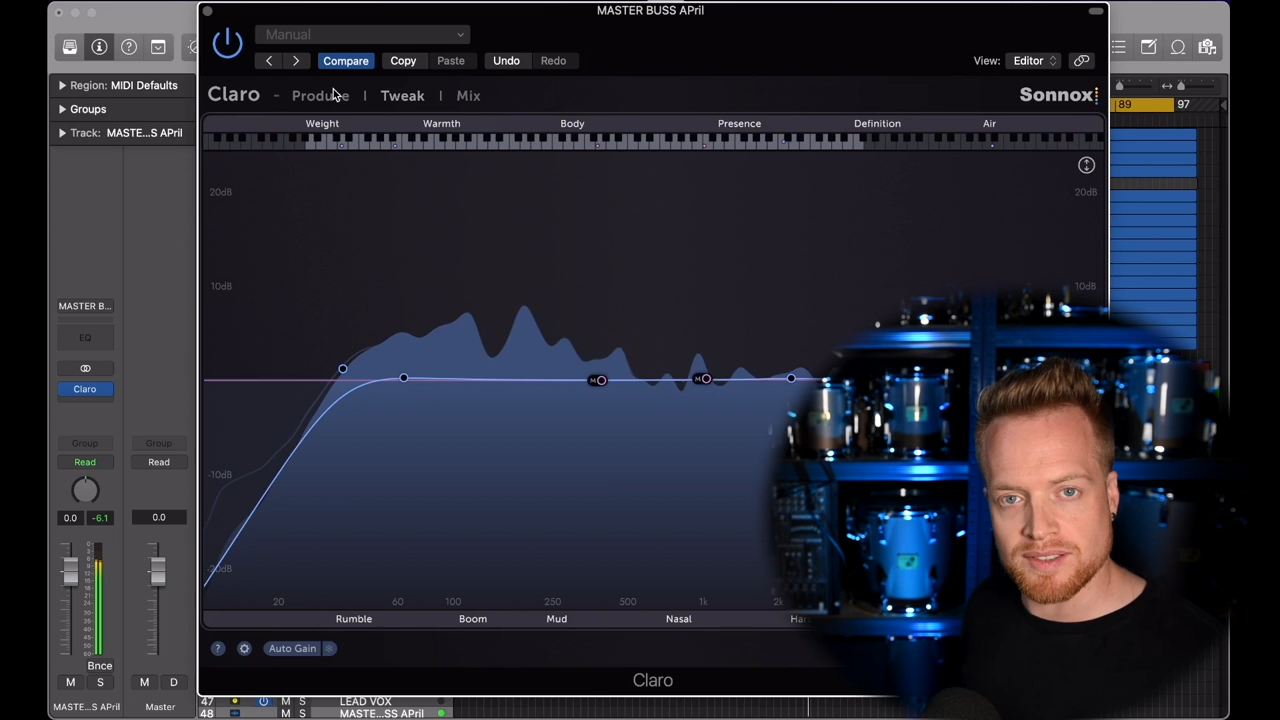 MASTER BUSS APril
Manual
Compare Copy Paste Undo Redo View: Editor
Region: MIDI Defaults
Claro - Produce | Tweak | Mix Sonnox
89 97
Groups
Weight Warmth Body Presence Definition Air
Track: MASTE...S APril
20dB 20dB
10dB 10dB
MASTER B...
EQ
M M
Claro
Group Group
Read Read
-10dB
0.0 -6.1 0.0
-20dB
20 60 100 250 500 1k 2k
Rumble Boom Mud Nasal
? Auto Gain
Bnce
M S M D Claro
47 M S LEAD VOX
MASTE...S APril Master 48 M S MASTE...SS APril